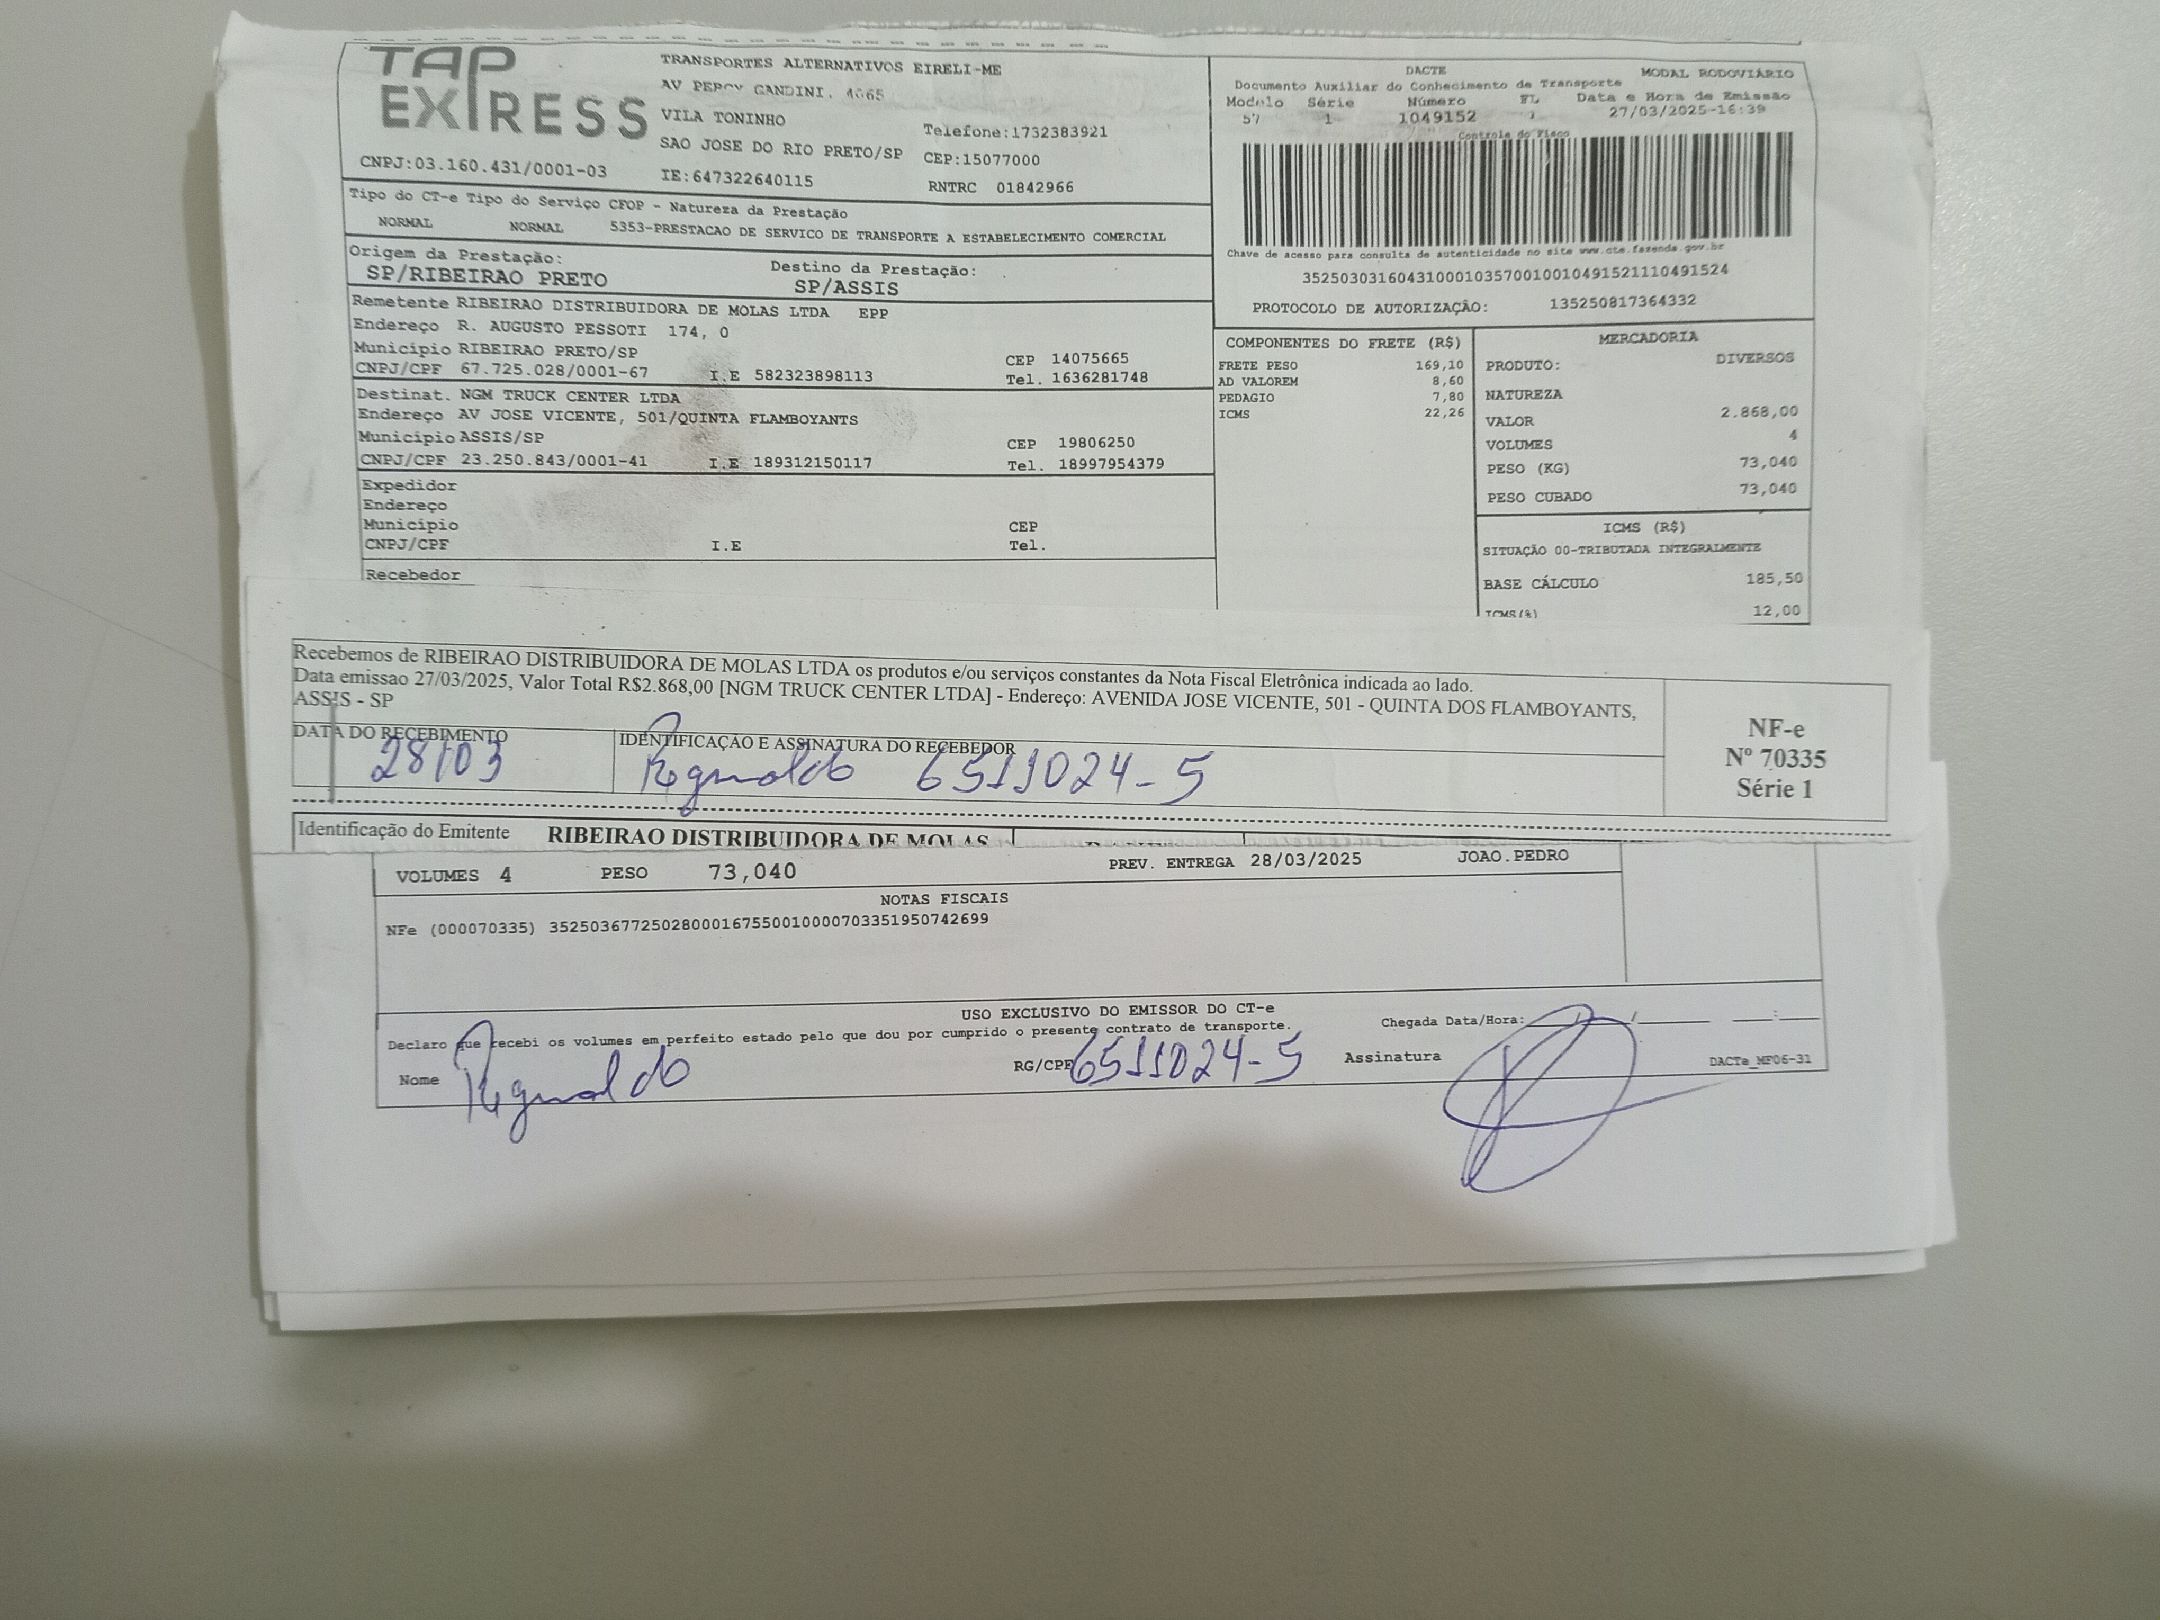 TAP EXPRESS
TRANSPORTES ALTERNATIVOS EIRELI-ME
AV PERCY GANDINI, 4665
VILA TONINHO
Telefone:1732383921
SAO JOSE DO RIO PRETO/SP CEP:15077000
CNPJ:03.160.431/0001-03 IE:647322640115 RNTRC 01842966
Tipo do CT-e Tipo do Serviço CFOP - Natureza da Prestação
NORMAL NORMAL 5353-PRESTACAO DE SERVICO DE TRANSPORTE A ESTABELECIMENTO COMERCIAL
Origem da Prestação: Destino da Prestação:
SP/RIBEIRAO PRETO SP/ASSIS
Remetente RIBEIRAO DISTRIBUIDORA DE MOLAS LTDA EPP
Endereço R. AUGUSTO PESSOTI 174, 0
Município RIBEIRAO PRETO/SP CEP 14075665
CNPJ/CPF 67.725.028/0001-67 I.E 582323898113 Tel. 1636281748
Destinat. NGM TRUCK CENTER LTDA
Endereço AV JOSE VICENTE, 501/QUINTA FLAMBOYANTS
Município ASSIS/SP CEP 19806250
CNPJ/CPF 23.250.843/0001-41 I.E 189312150117 Tel. 18997954379
Expedidor
Endereço
Município CEP
CNPJ/CPF I.E Tel.
Recebedor
DACTE MODAL RODOVIÁRIO
Documento Auxiliar do Conhecimento de Transporte
Modelo Série Número FL Data e Hora de Emissão
57 1 1049152 1 27/03/2025-16:39
Controle do Fisco
Chave de acesso para consulta de autenticidade no site www.cte.fazenda.gov.br
35250303160431000103570010010491521110491524
PROTOCOLO DE AUTORIZAÇÃO: 135250817364332
COMPONENTES DO FRETE (R$)
FRETE PESO 169,10
AD VALOREM 8,60
PEDAGIO 7,80
ICMS 22,26
MERCADORIA
PRODUTO: DIVERSOS
NATUREZA
VALOR 2.868,00
VOLUMES 4
PESO (KG) 73,040
PESO CUBADO 73,040
ICMS (R$)
SITUAÇÃO 00-TRIBUTADA INTEGRALMENTE
BASE CÁLCULO 185,50
ICMS(%) 12,00
Recebemos de RIBEIRAO DISTRIBUIDORA DE MOLAS LTDA os produtos e/ou serviços constantes da Nota Fiscal Eletrônica indicada ao lado.
Data emissao 27/03/2025, Valor Total R$2.868,00 [NGM TRUCK CENTER LTDA] - Endereço: AVENIDA JOSE VICENTE, 501 - QUINTA DOS FLAMBOYANTS,
ASSIS - SP
DATA DO RECEBIMENTO IDENTIFICAÇÃO E ASSINATURA DO RECEBEDOR
28/03 Reginaldo 6511024-5
NF-e
Nº 70335
Série 1
Identificação do Emitente RIBEIRAO DISTRIBUIDORA DE MOLAS
VOLUMES 4 PESO 73,040 PREV. ENTREGA 28/03/2025 JOAO.PEDRO
NOTAS FISCAIS
NFe (000070335) 35250367725028000167550010000703351950742699
USO EXCLUSIVO DO EMISSOR DO CT-e
Declaro que recebi os volumes em perfeito estado pelo que dou por cumprido o presente contrato de transporte. Chegada Data/Hora: / / :
Nome Reginaldo RG/CPF 6511024-5 Assinatura DACTe_MF06-31